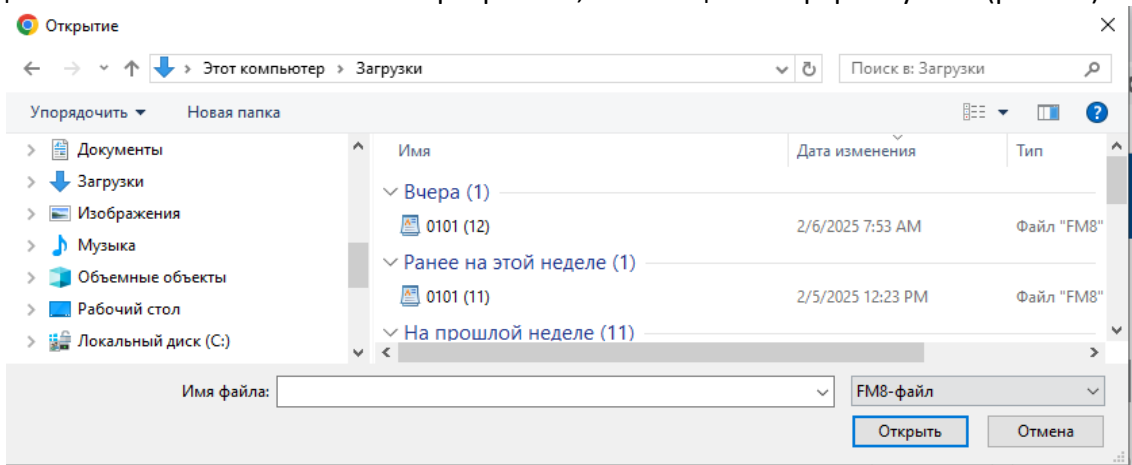 Открытие
Этот компьютер > Загрузки
Поиск в: Загрузки
Упорядочить
Новая папка
Документы
Загрузки
Изображения
Музыка
Объемные объекты
Рабочий стол
Локальный диск (C:)
Имя Дата изменения Тип
Вчера (1)
0101 (12) 2/6/2025 7:53 AM Файл "FM8"
Ранее на этой неделе (1)
0101 (11) 2/5/2025 12:23 PM Файл "FM8"
На прошлой неделе (11)
Имя файла:
FM8-файл
Открыть
Отмена